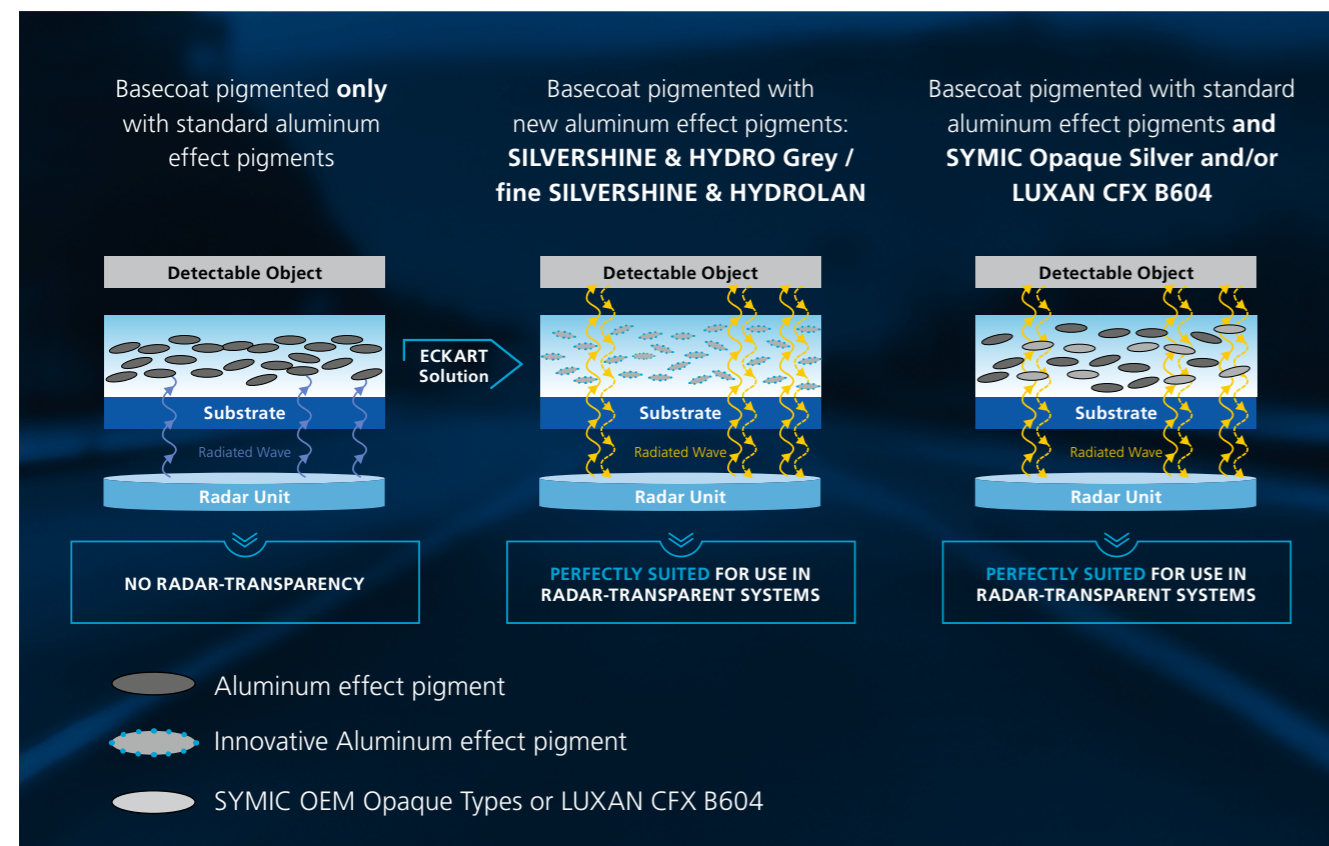 Basecoat pigmented only
with standard aluminum
effect pigments
Basecoat pigmented with
new aluminum effect pigments:
SILVERSHINE & HYDRO Grey /
fine SILVERSHINE & HYDROLAN
Basecoat pigmented with standard
aluminum effect pigments and
SYMIC Opaque Silver and/or
LUXAN CFX B604
Detectable Object
Substrate
Radiated Wave
Radar Unit
ECKART
Solution
Detectable Object
Substrate
Radiated Wave
Radar Unit
Detectable Object
Substrate
Radiated Wave
Radar Unit
NO RADAR-TRANSPARENCY
PERFECTLY SUITED FOR USE IN
RADAR-TRANSPARENT SYSTEMS
PERFECTLY SUITED FOR USE IN
RADAR-TRANSPARENT SYSTEMS
Aluminum effect pigment
Innovative Aluminum effect pigment
SYMIC OEM Opaque Types or LUXAN CFX B604